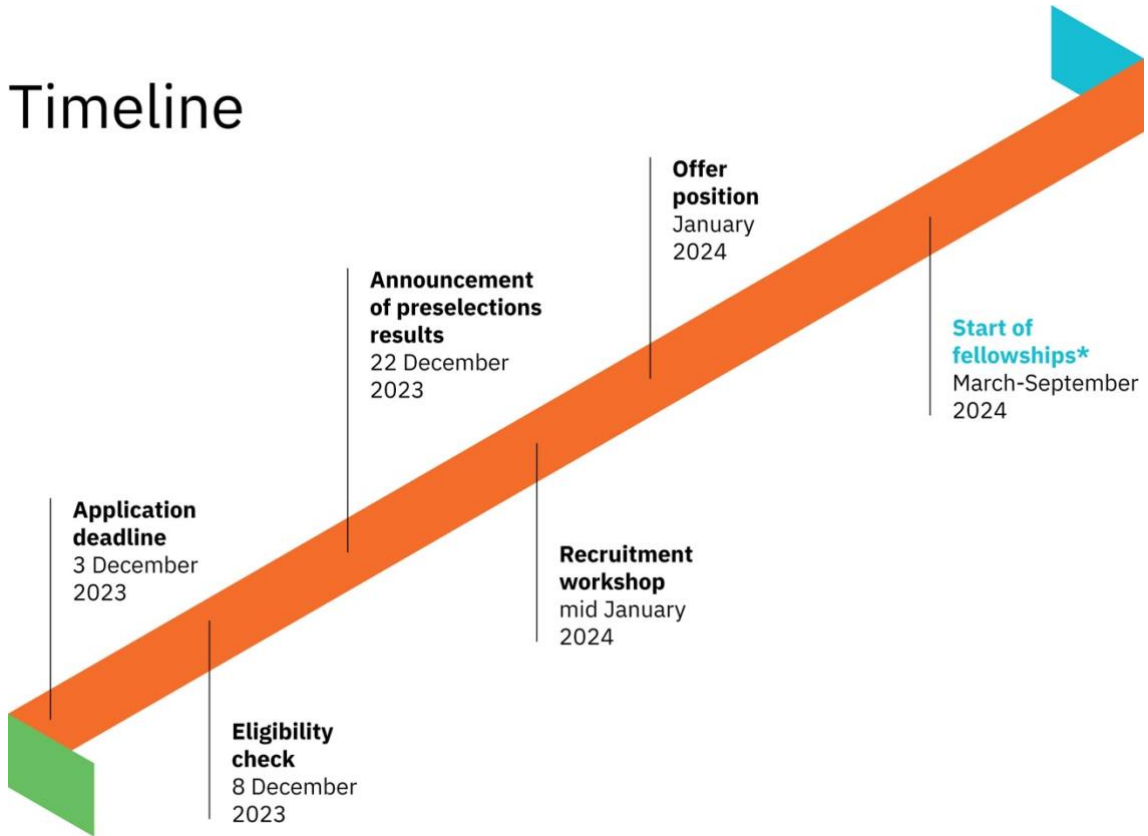 Timeline
Application
deadline
3 December
2023
Eligibility
check
8 December
2023
Announcement
of preselections
results
22 December
2023
Recruitment
workshop
mid January
2024
Offer
position
January
2024
Start of
fellowships*
March-September
2024